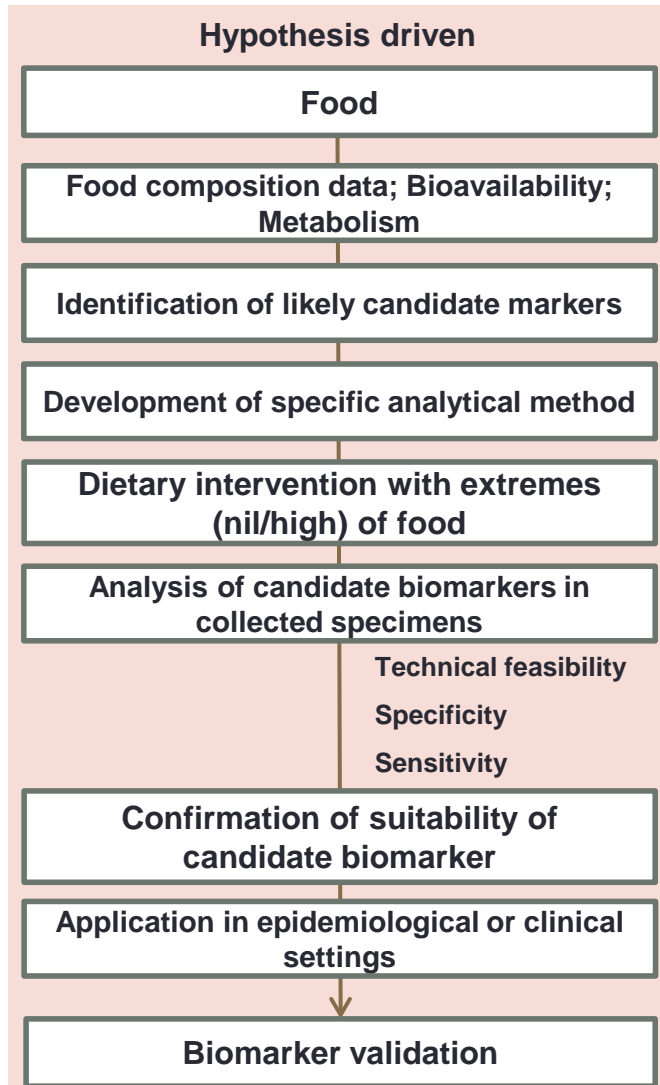 Hypothesis driven
Food
Food composition data; Bioavailability;
Metabolism
Identification of likely candidate markers
Development of specific analytical method
Dietary intervention with extremes
(nil/high) of food
Analysis of candidate biomarkers in
collected specimens
Technical feasibility
Specificity
Sensitivity
Confirmation of suitability of
candidate biomarker
Application in epidemiological or clinical
settings
Biomarker validation